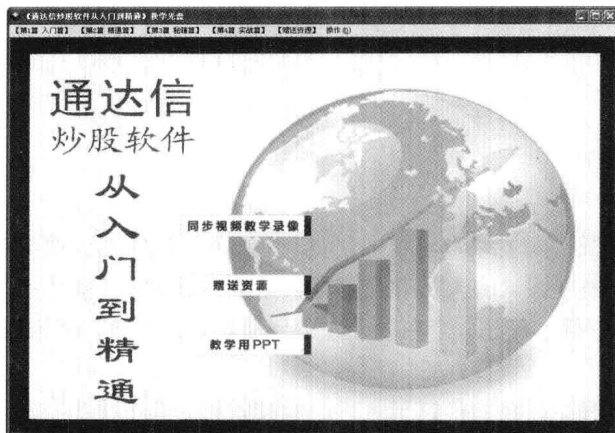 《通达信炒股软件从入门到精通》教学光盘
【第1篇 入门篇】 【第2篇 精通篇】 【第3篇 秘技篇】 【第4篇 实战篇】 【赠送资源】 操作(O)
通达信
炒股软件
从
入
门
到
精
通
同步视频教学录像
赠送资源
教学用PPT